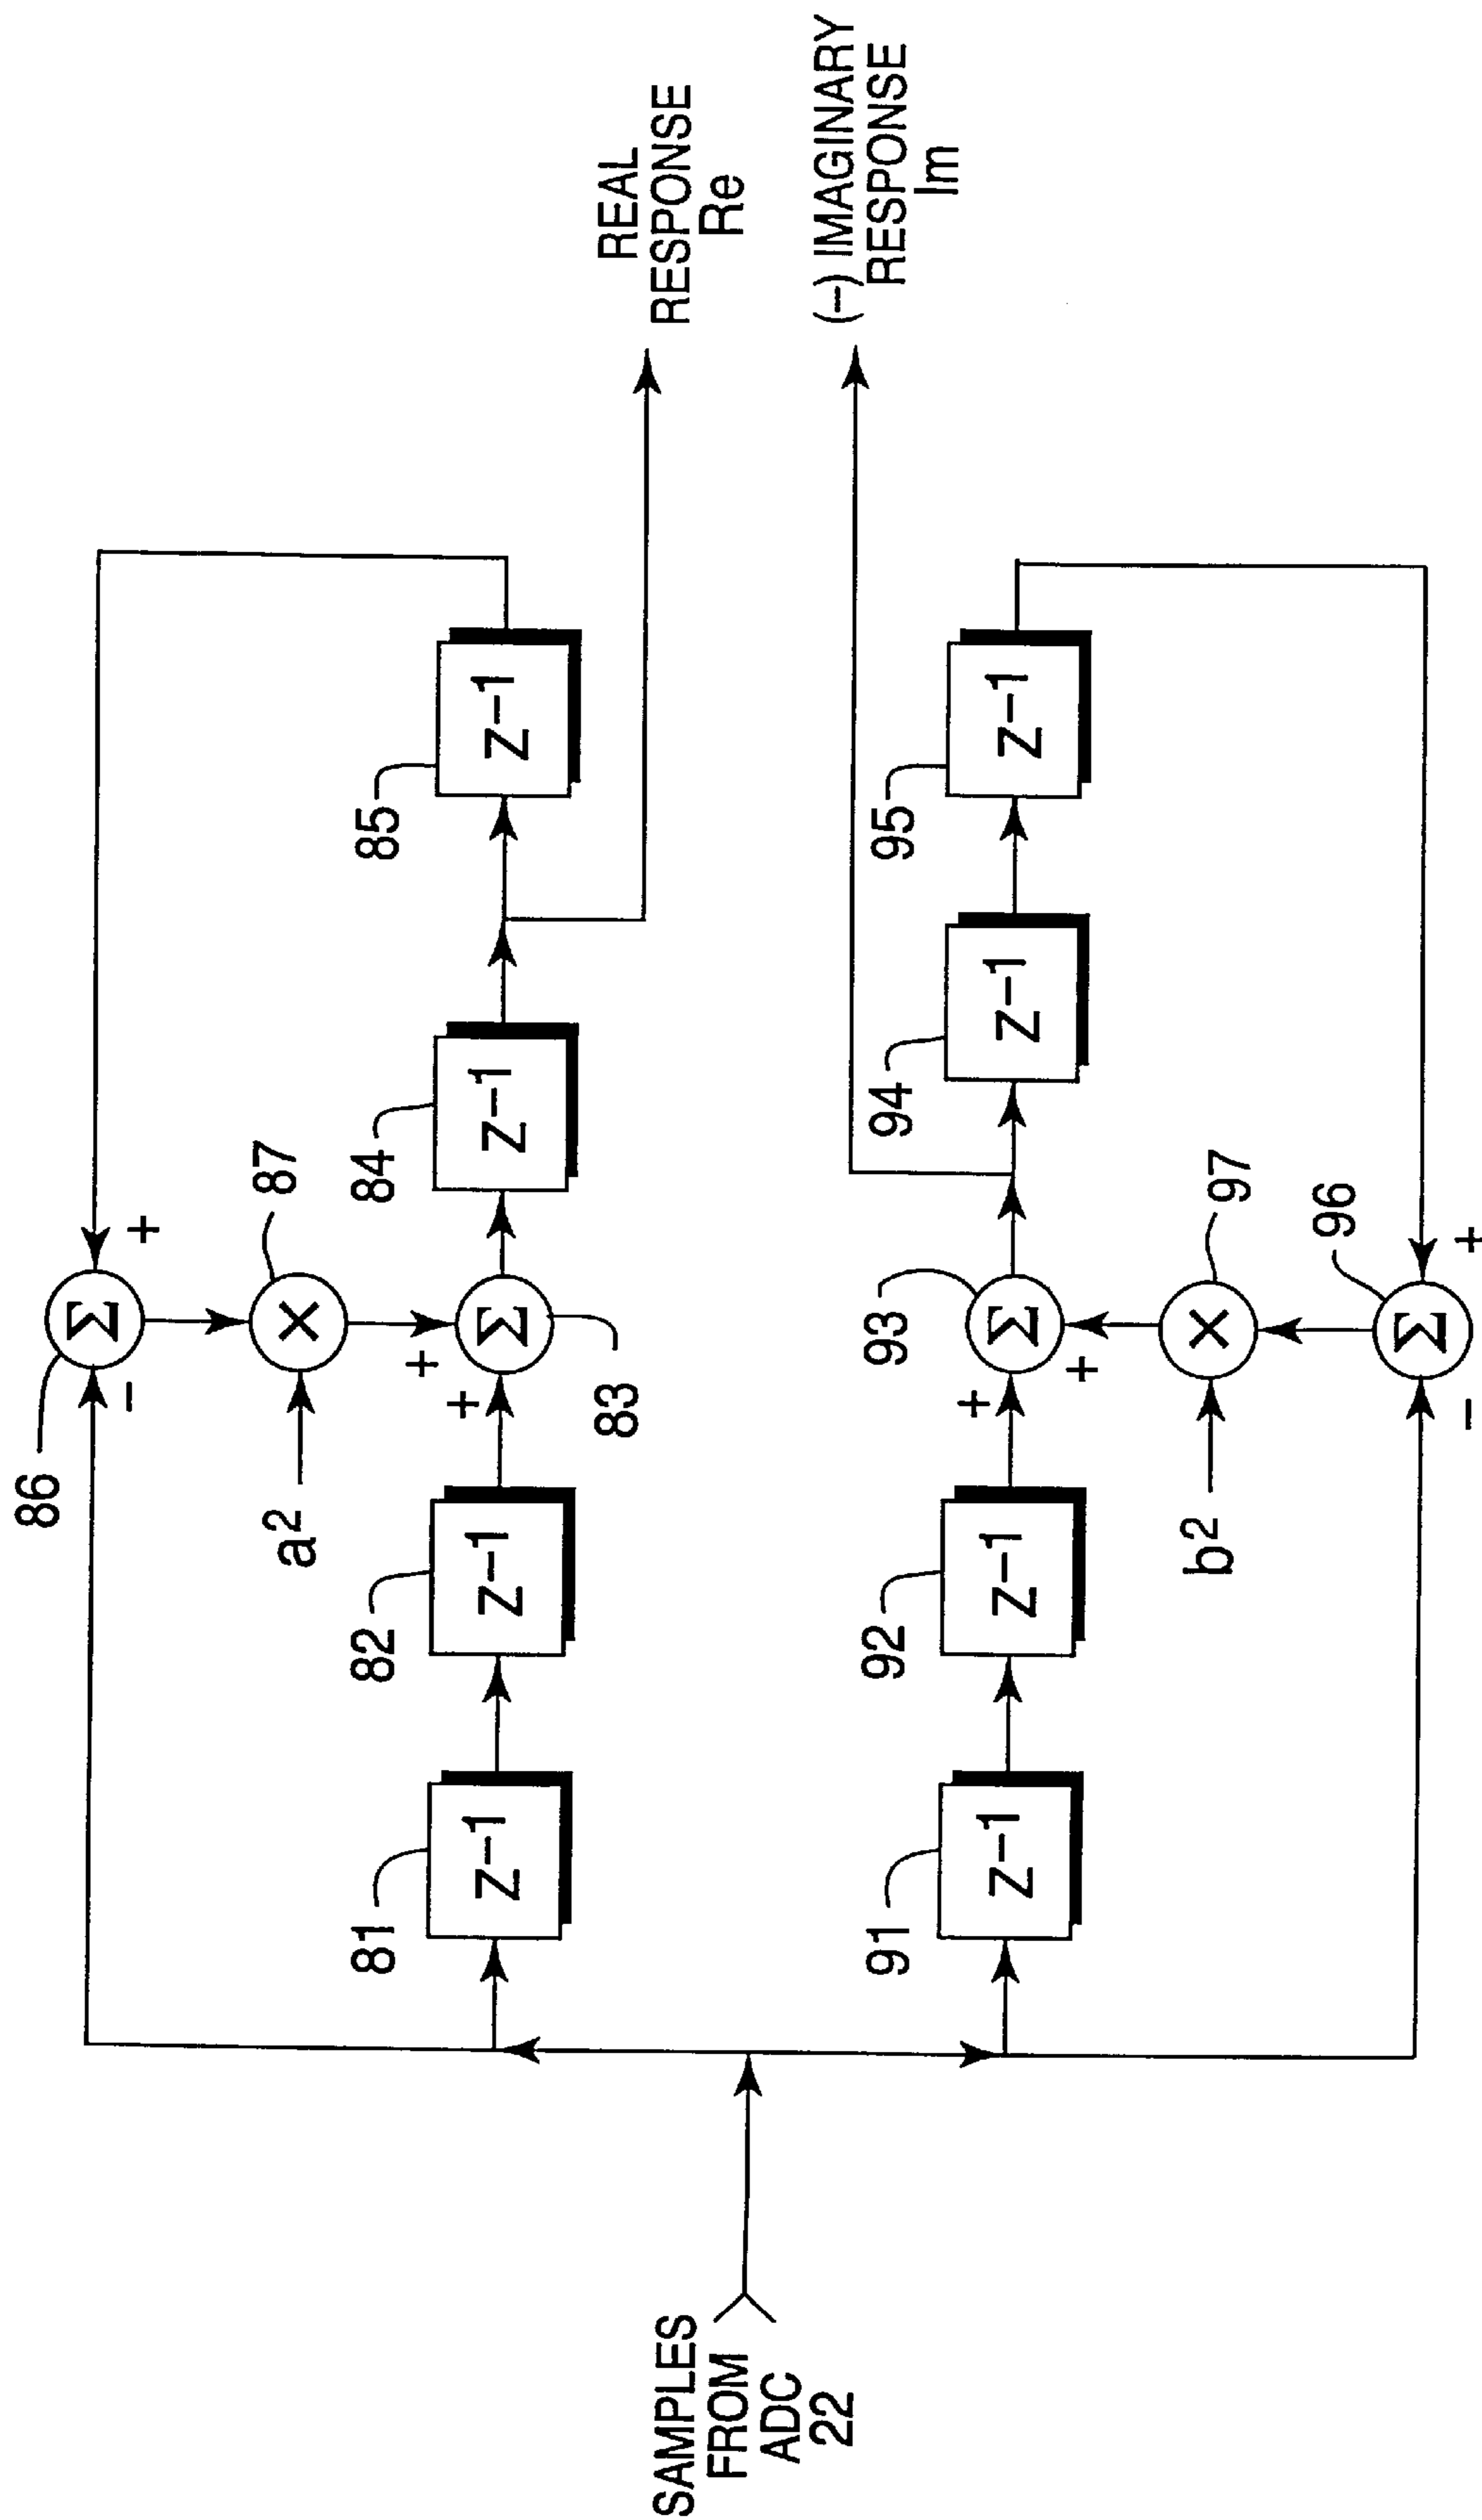 SAMPLES
FROM
ADC
22
86
+
−
87
×
a²
Σ
+
+
Σ
83
81
z−1
82
z−1
84
z−1
85
z−1
REAL
RESPONSE
Re
(−) IMAGINARY
RESPONSE
Im
91
z−1
92
z−1
93
Σ
+
+
94
z−1
95
z−1
b²
×
97
96
Σ
+
−